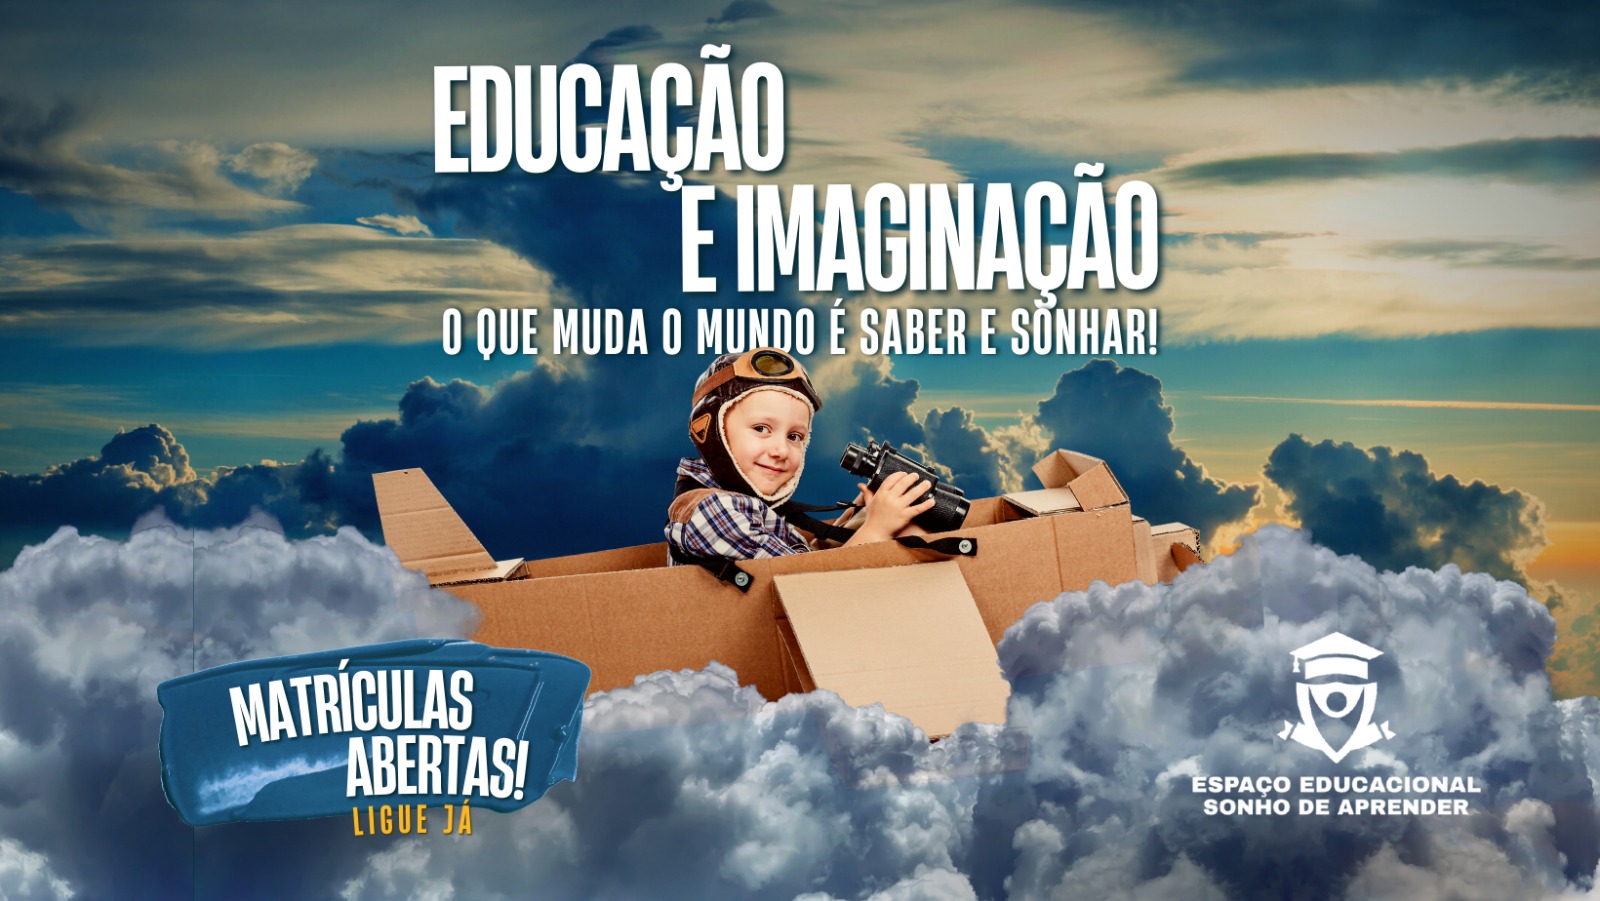 EDUCAÇÃO
E IMAGINAÇÃO
O QUE MUDA O MUNDO É SABER E SONHAR!
MATRÍCULAS
ABERTAS!
LIGUE JÁ
ESPAÇO EDUCACIONAL
SONHO DE APRENDER